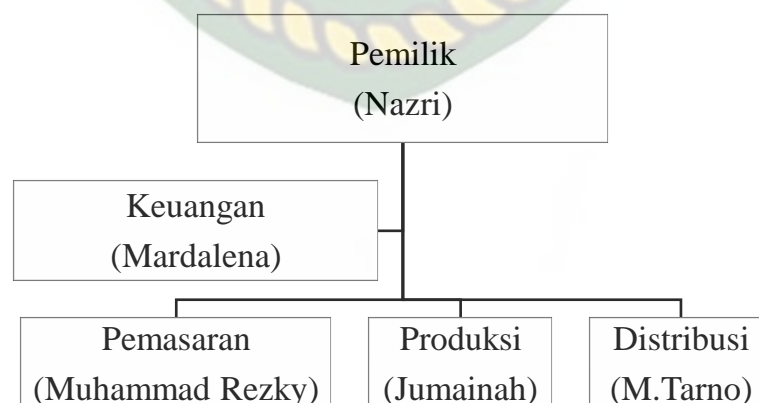 Pemilik
(Nazri)
Keuangan
(Mardalena)
Pemasaran
(Muhammad Rezky)
Produksi
(Jumainah)
Distribusi
(M.Tarno)